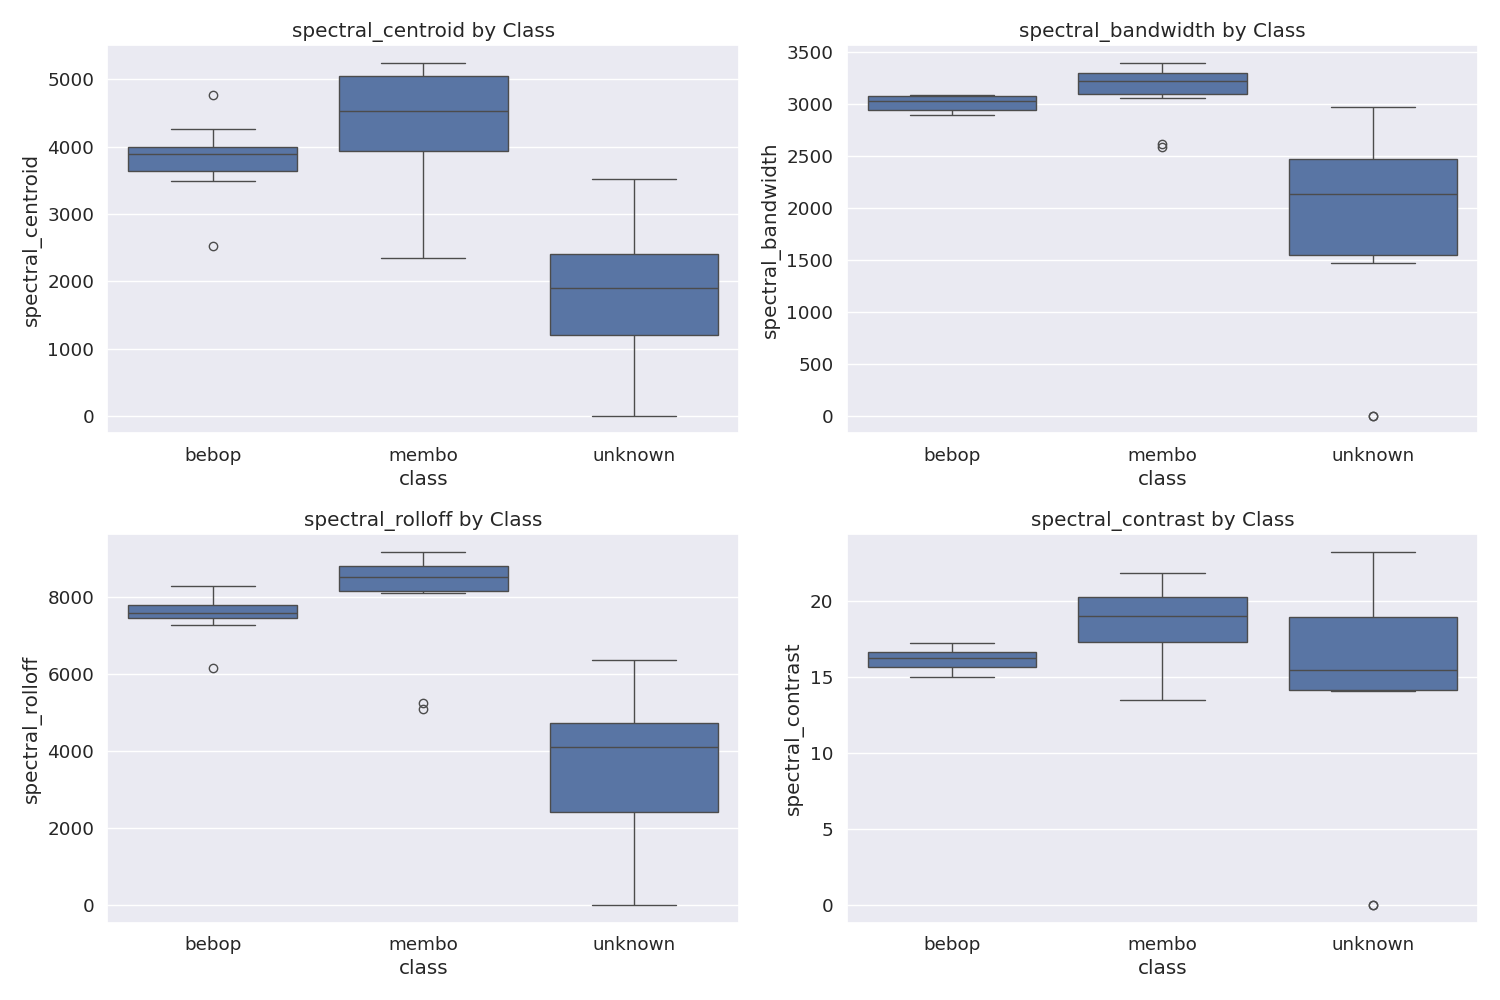 spectral_centroid by Class
spectral_centroid
5000
4000
3000
2000
1000
0
bebop membo unknown
class
spectral_bandwidth by Class
spectral_bandwidth
3500
3000
2500
2000
1500
1000
500
0
bebop membo unknown
class
spectral_rolloff by Class
spectral_rolloff
8000
6000
4000
2000
0
bebop membo unknown
class
spectral_contrast by Class
spectral_contrast
20
15
10
5
0
bebop membo unknown
class